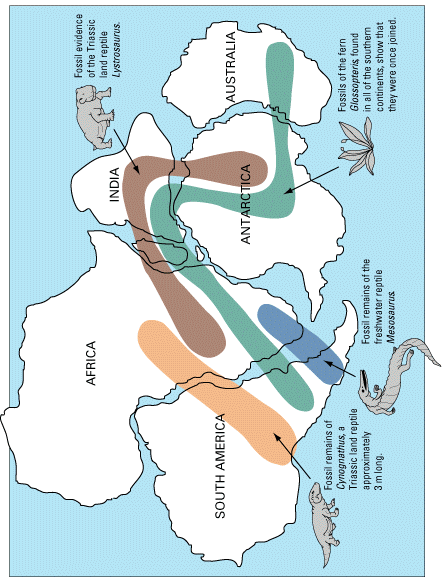 AFRICA
INDIA
SOUTH AMERICA
ANTARCTICA
AUSTRALIA
Fossil evidence
of the Triassic
land reptile
Lystrosaurus.
Fossils of the fern
Glossopteris, found
in all of the southern
continents, show that
they were once joined.
Fossil remains of the
freshwater reptile
Mesosaurus.
Fossil remains of
Cynognathus, a
Triassic land reptile
approximately
3 m long.